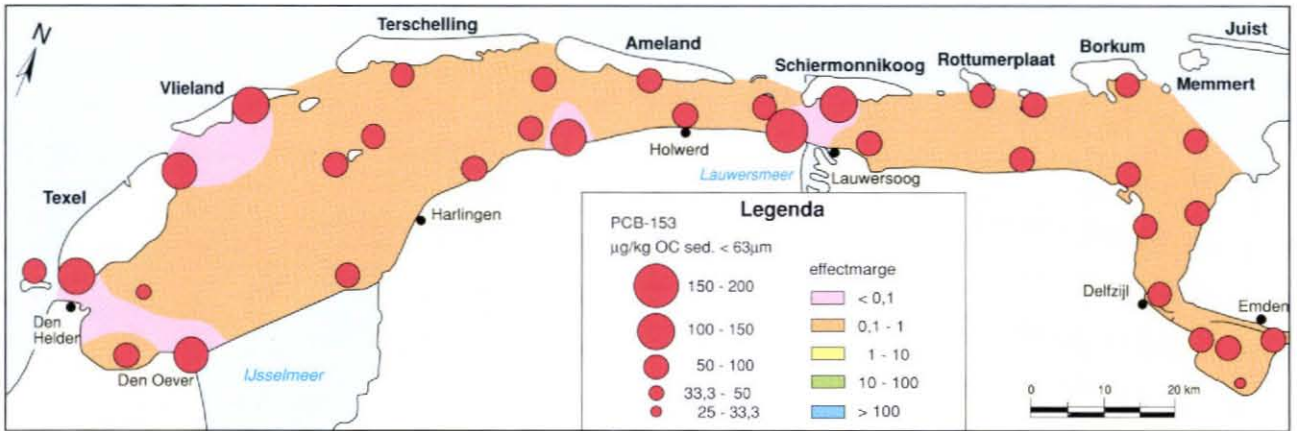 N
Texel
Vlieland
Terschelling
Ameland
Schiermonnikoog
Rottumerplaat
Borkum
Juist
Memmert
Holwerd
Lauwersmeer
Lauwersoog
Harlingen
Den
Helder
Den Oever
IJsselmeer
Delfzijl
Emden
Legenda
PCB-153
µg/kg OC sed. < 63µm
150 - 200
100 - 150
50 - 100
33,3 - 50
25 - 33,3
effectmarge
< 0,1
0,1 - 1
1 - 10
10 - 100
> 100
0 10 20 km